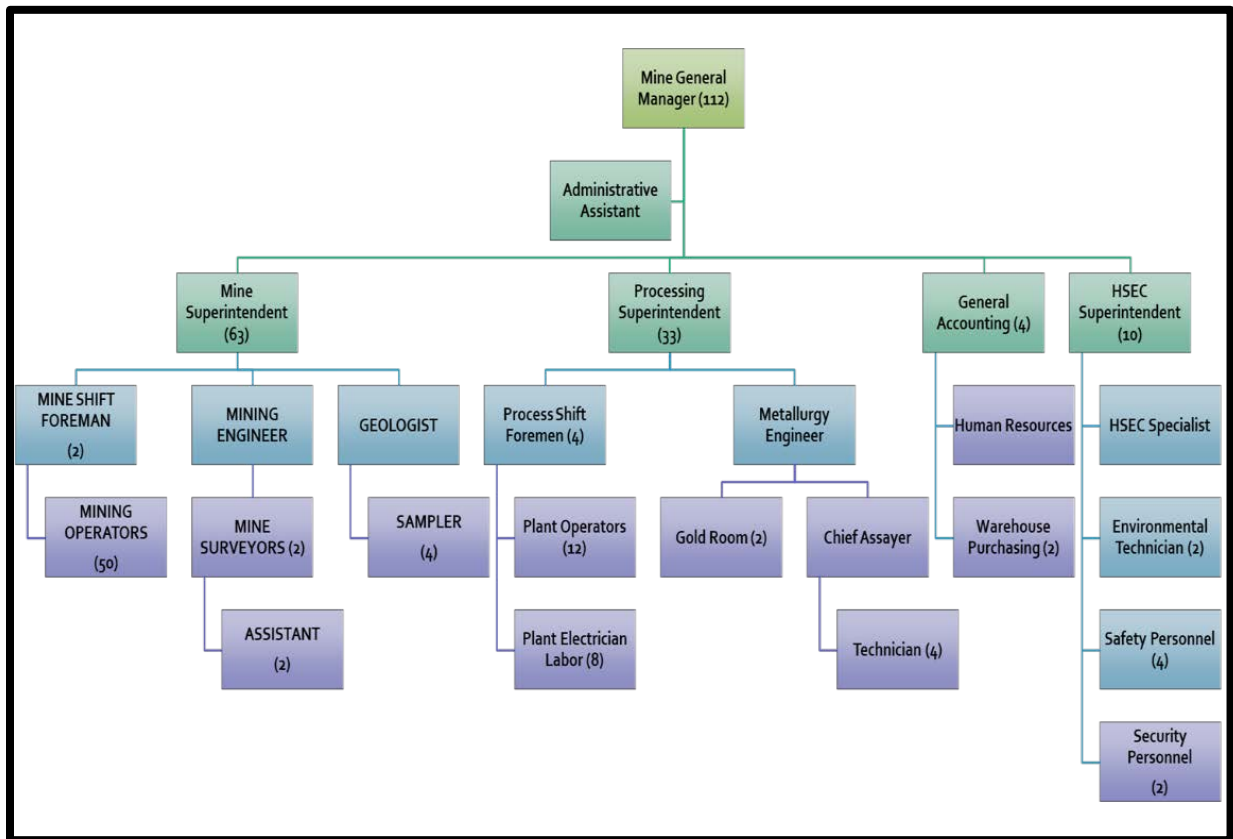 Mine General
Manager (112)
Administrative
Assistant
Mine
Superintendent
(63)
Processing
Superintendent
(33)
General
Accounting (4)
HSEC
Superintendent
(10)
MINE SHIFT
FOREMAN
(2)
MINING
ENGINEER
GEOLOGIST
Process Shift
Foremen (4)
Metallurgy
Engineer
Human Resources
HSEC Specialist
MINING
OPERATORS
(50)
MINE
SURVEYORS (2)
SAMPLER
(4)
Plant Operators
(12)
Gold Room (2)
Chief Assayer
Warehouse
Purchasing (2)
Environmental
Technician (2)
ASSISTANT
(2)
Plant Electrician
Labor (8)
Technician (4)
Safety Personnel
(4)
Security
Personnel
(2)